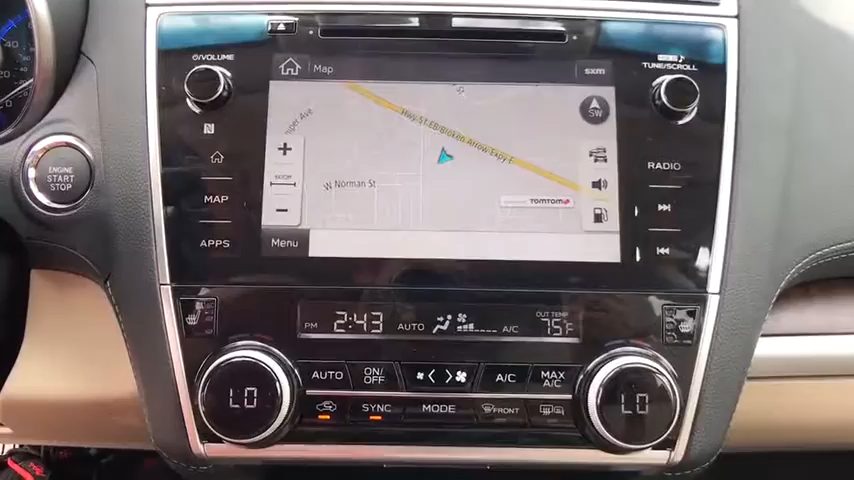 VOLUME
TUNE/SCROLL
Map
sxm
SW
Hwy 51 EB/Broken Arrow Expy E
W Norman St
TOMTOM
Menu
N
MAP
APPS
RADIO
ENGINE
START
STOP
PM 2:43
AUTO
A/C
OUT TEMP
75°F
LO
LO
AUTO
ON/
OFF
A/C
MAX
A/C
SYNC
MODE
FRONT